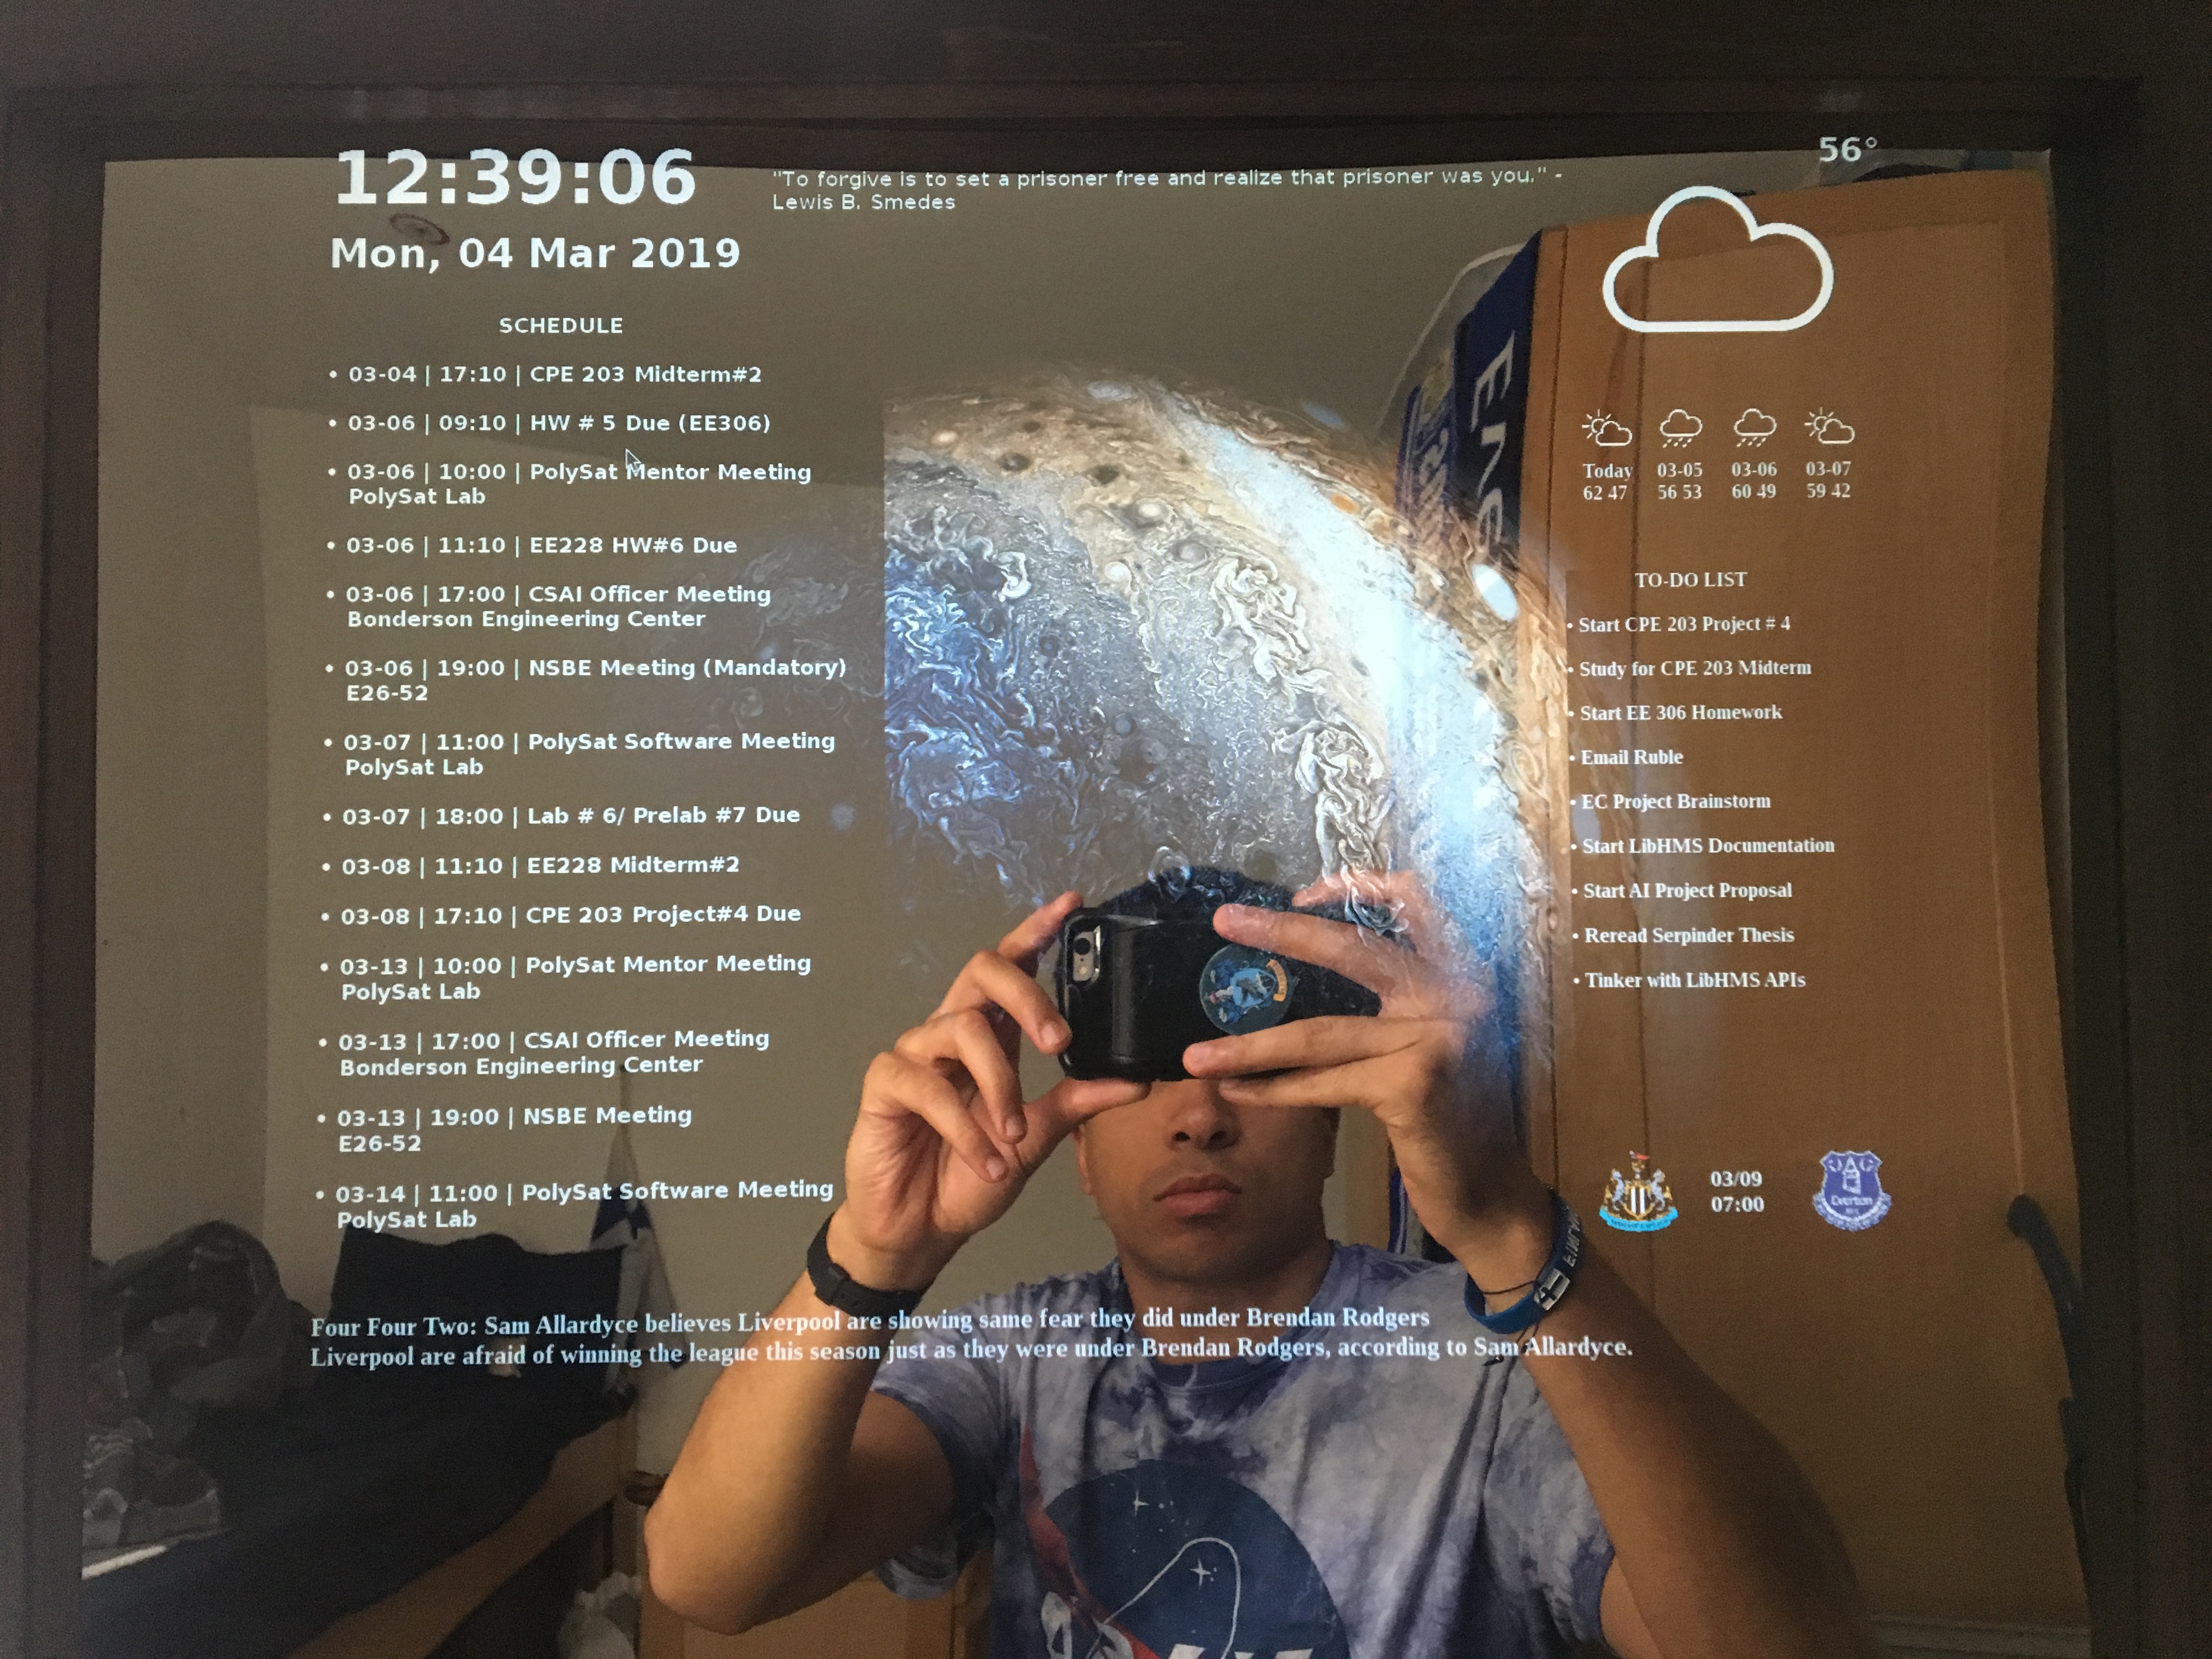 12:39:06
Mon, 04 Mar 2019
"To forgive is to set a prisoner free and realize that prisoner was you." -
Lewis B. Smedes
56°
SCHEDULE
• 03-04 | 17:10 | CPE 203 Midterm#2
• 03-06 | 09:10 | HW # 5 Due (EE306)
• 03-06 | 10:00 | PolySat Mentor Meeting
PolySat Lab
• 03-06 | 11:10 | EE228 HW#6 Due
• 03-06 | 17:00 | CSAI Officer Meeting
Bonderson Engineering Center
• 03-06 | 19:00 | NSBE Meeting (Mandatory)
E26-52
• 03-07 | 11:00 | PolySat Software Meeting
PolySat Lab
• 03-07 | 18:00 | Lab # 6/ Prelab #7 Due
• 03-08 | 11:10 | EE228 Midterm#2
• 03-08 | 17:10 | CPE 203 Project#4 Due
• 03-13 | 10:00 | PolySat Mentor Meeting
PolySat Lab
• 03-13 | 17:00 | CSAI Officer Meeting
Bonderson Engineering Center
• 03-13 | 19:00 | NSBE Meeting
E26-52
• 03-14 | 11:00 | PolySat Software Meeting
PolySat Lab
Today 03-05 03-06 03-07
62 47 56 53 60 49 59 42
TO-DO LIST
• Start CPE 203 Project # 4
• Study for CPE 203 Midterm
• Start EE 306 Homework
• Email Ruble
• EC Project Brainstorm
• Start LibHMS Documentation
• Start AI Project Proposal
• Reread Serpinder Thesis
• Tinker with LibHMS APIs
03/09
07:00
Everton
Four Four Two: Sam Allardyce believes Liverpool are showing same fear they did under Brendan Rodgers
Liverpool are afraid of winning the league this season just as they were under Brendan Rodgers, according to Sam Allardyce.